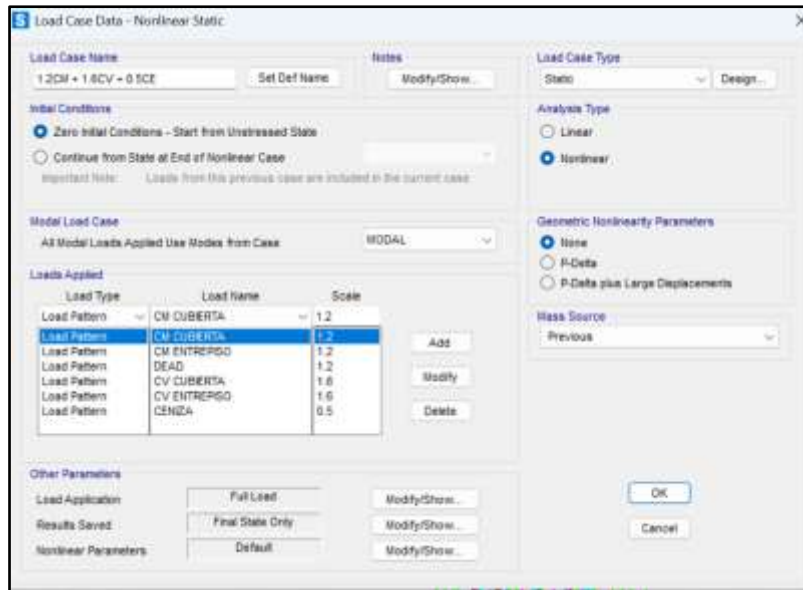 Load Case Data - Nonlinear Static
Load Case Name
Notes
Load Case Type
1.2CM + 1.6CV + 0.5CE
Set Def Name
Modify/Show...
Static
Design...
Initial Conditions
Zero Initial Conditions - Start from Unstressed State
Continue from State at End of Nonlinear Case
Important Note: Loads from this previous case are included in the current case
Analysis Type
Linear
Nonlinear
Modal Load Case
All Modal Loads Applied Use Modes from Case
MODAL
Geometric Nonlinearity Parameters
None
P-Delta
P-Delta plus Large Displacements
Loads Applied
Load Type Load Name Scale
Load Pattern CM CUBIERTA 1.2
Load Pattern CM CUBIERTA 1.2
Load Pattern CM ENTREPISO 1.2
Load Pattern DEAD 1.2
Load Pattern CV CUBIERTA 1.6
Load Pattern CV ENTREPISO 1.6
Load Pattern CENIZA 0.5
Add
Modify
Delete
Mass Source
Previous
Other Parameters
Load Application Full Load Modify/Show...
Results Saved Final State Only Modify/Show...
Nonlinear Parameters Default Modify/Show...
OK
Cancel